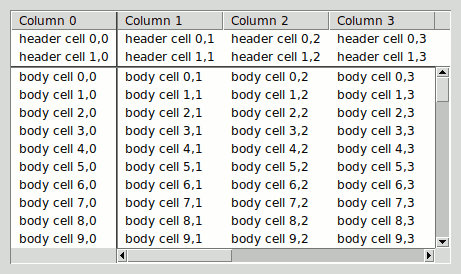 Column 0 Column 1 Column 2 Column 3
header cell 0,0 header cell 0,1 header cell 0,2 header cell 0,3
header cell 1,0 header cell 1,1 header cell 1,2 header cell 1,3
body cell 0,0 body cell 0,1 body cell 0,2 body cell 0,3
body cell 1,0 body cell 1,1 body cell 1,2 body cell 1,3
body cell 2,0 body cell 2,1 body cell 2,2 body cell 2,3
body cell 3,0 body cell 3,1 body cell 3,2 body cell 3,3
body cell 4,0 body cell 4,1 body cell 4,2 body cell 4,3
body cell 5,0 body cell 5,1 body cell 5,2 body cell 5,3
body cell 6,0 body cell 6,1 body cell 6,2 body cell 6,3
body cell 7,0 body cell 7,1 body cell 7,2 body cell 7,3
body cell 8,0 body cell 8,1 body cell 8,2 body cell 8,3
body cell 9,0 body cell 9,1 body cell 9,2 body cell 9,3